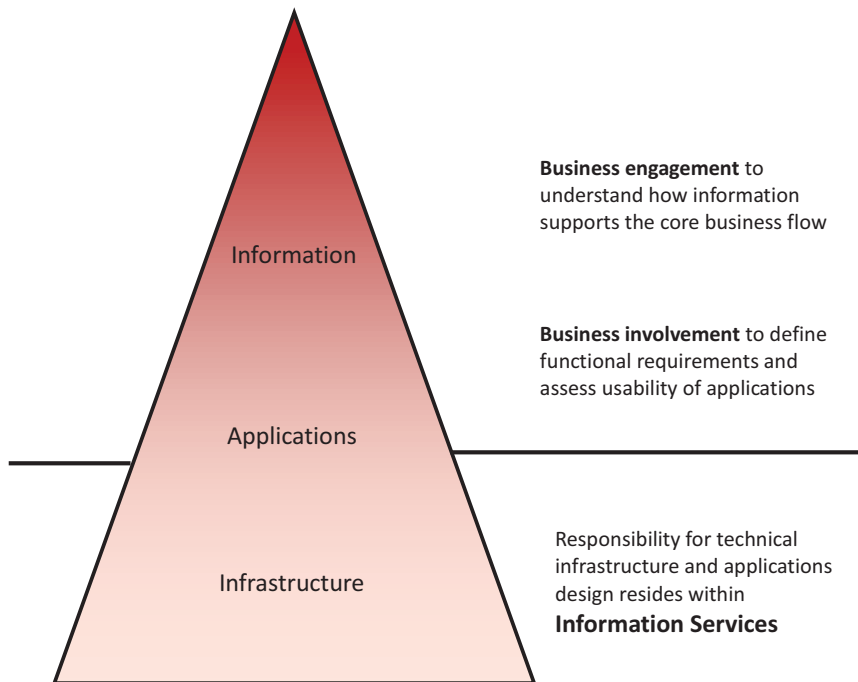 Business engagement to
understand how information
supports the core business flow
Information
Business involvement to define
functional requirements and
assess usability of applications
Applications
Responsibility for technical
infrastructure and applications
design resides within
Information Services
Infrastructure